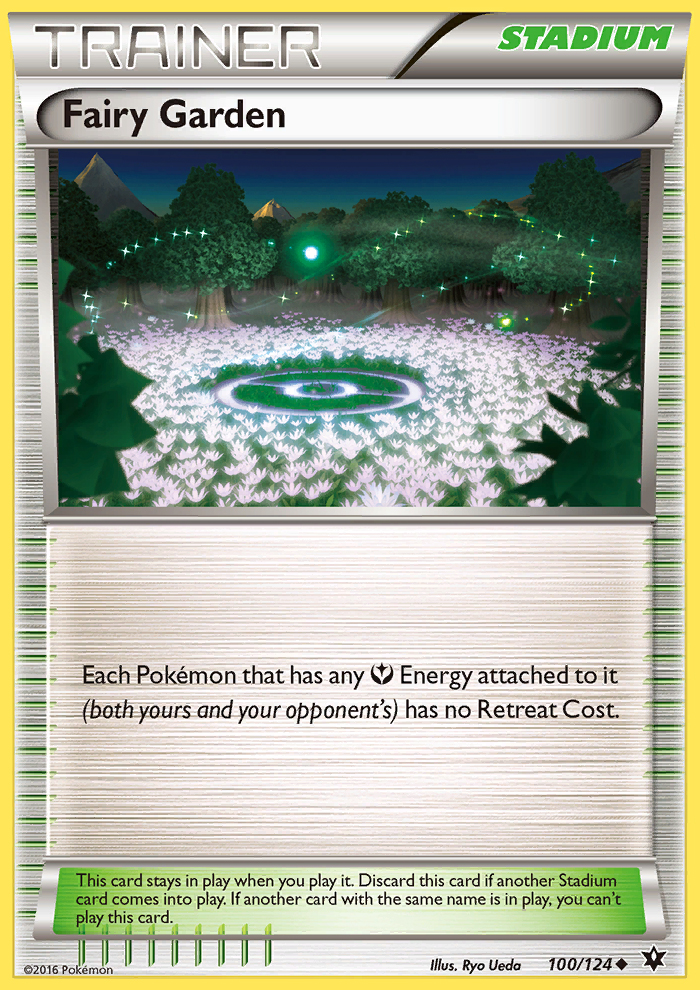 TRAINER
STADIUM
Fairy Garden
Each Pokémon that has any Energy attached to it
(both yours and your opponent's) has no Retreat Cost.
This card stays in play when you play it. Discard this card if another Stadium
card comes into play. If another card with the same name is in play, you can't
play this card.
©2016 Pokémon
Illus. Ryo Ueda
100/124